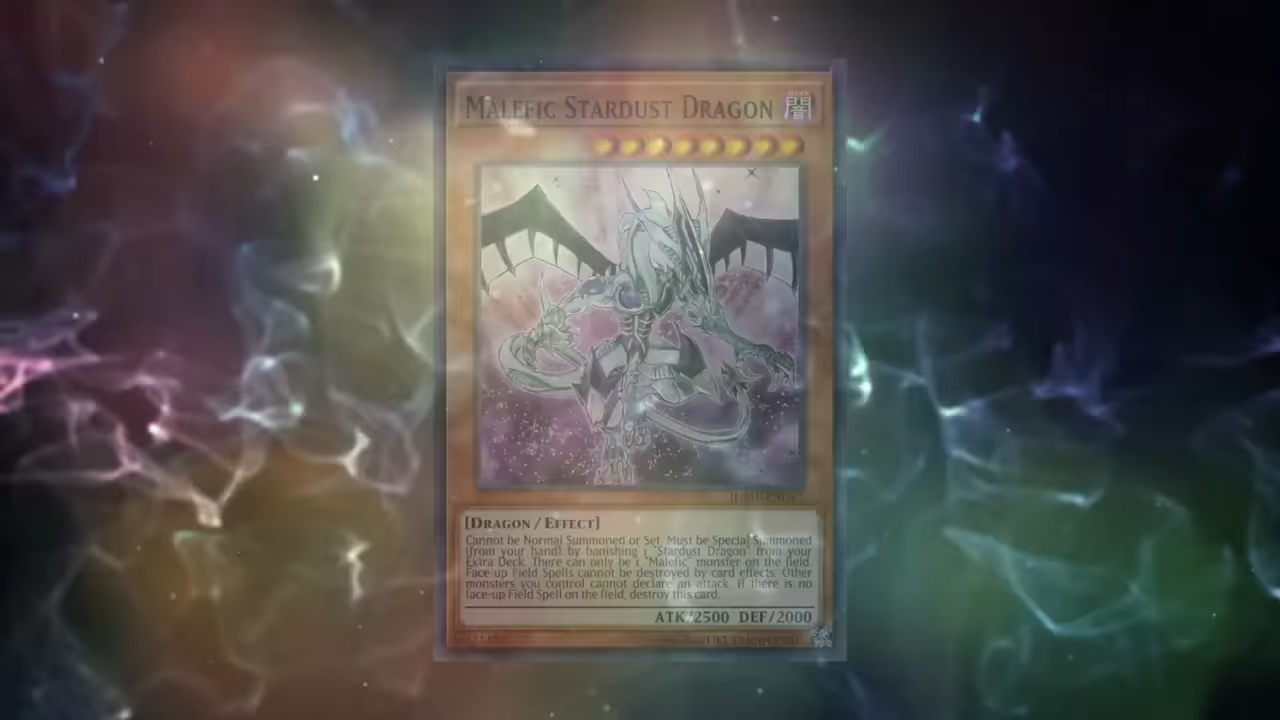 MALEFIC STARDUST DRAGON
闇
[DRAGON / EFFECT]
Cannot be Normal Summoned or Set. Must be Special Summoned
(from your hand) by banishing 1 "Stardust Dragon" from your
Extra Deck. There can only be 1 "Malefic" monster on the field.
Face-up Field Spells cannot be destroyed by card effects. Other
monsters you control cannot declare an attack. If there is no
face-up Field Spell on the field, destroy this card.
ATK/2500 DEF/2000